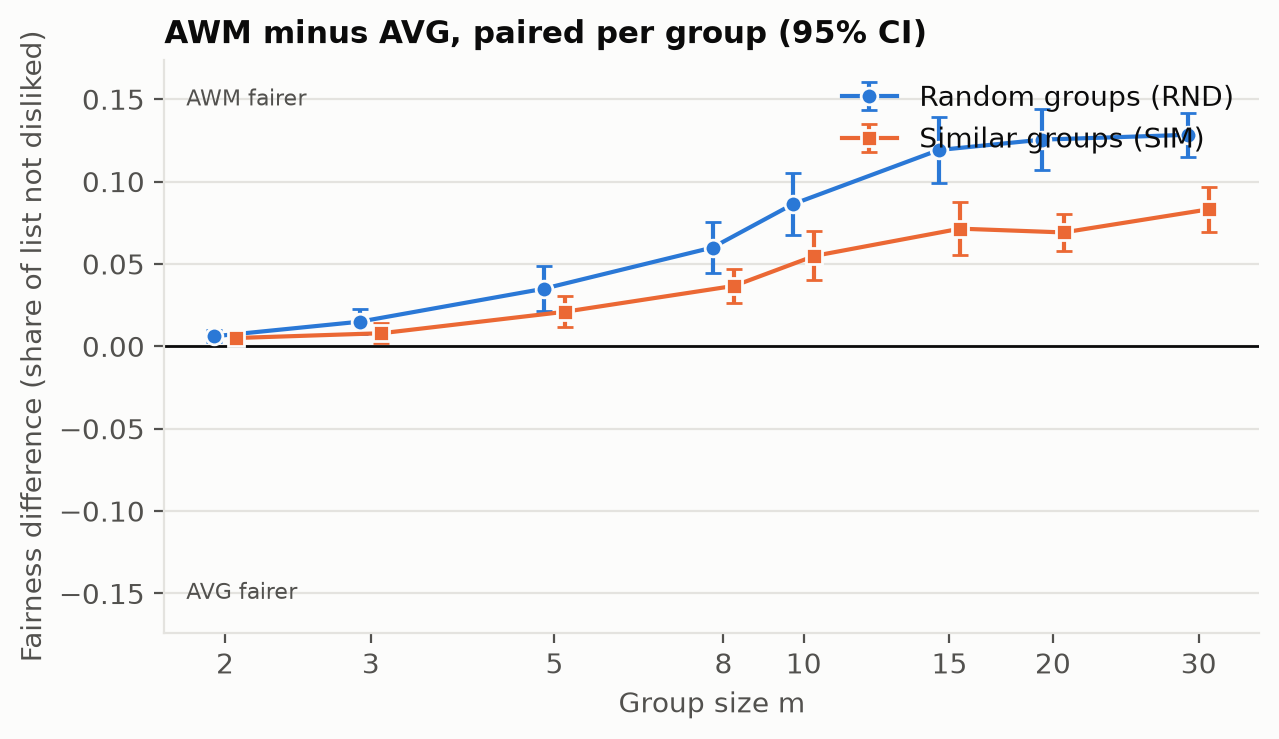 AWM minus AVG, paired per group (95% CI)
Fairness difference (share of list not disliked)
0.15
0.10
0.05
0.00
−0.05
−0.10
−0.15
AWM fairer
AVG fairer
Random groups (RND)
Similar groups (SIM)
2 3 5 8 10 15 20 30
Group size m